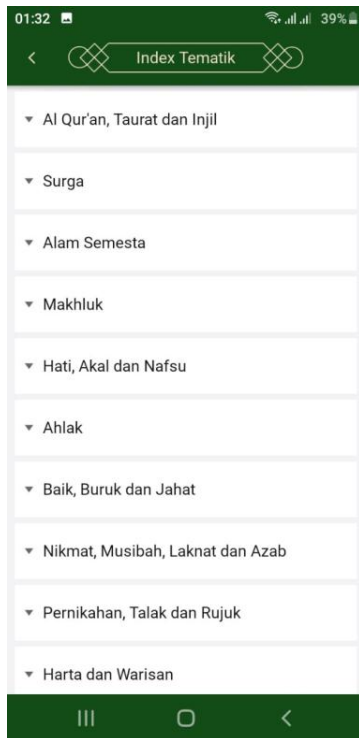 01:32 39%
Index Tematik
Al Qur'an, Taurat dan Injil
Surga
Alam Semesta
Makhluk
Hati, Akal dan Nafsu
Ahlak
Baik, Buruk dan Jahat
Nikmat, Musibah, Laknat dan Azab
Pernikahan, Talak dan Rujuk
Harta dan Warisan